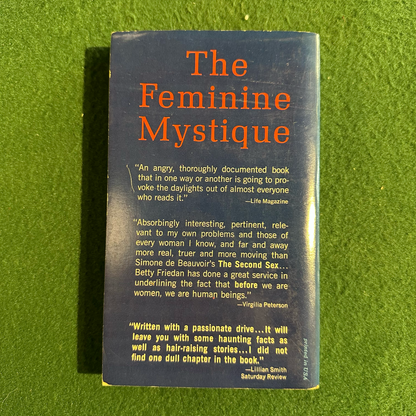 The
Feminine
Mystique
"An angry, thoroughly documented book
that in one way or another is going to pro-
voke the daylights out of almost everyone
who reads it."
—Life Magazine
"Absorbingly interesting, pertinent, rele-
vant to my own problems and those of
every woman I know, and far and away
more real, truer and more moving than
Simone de Beauvoir's The Second Sex...
Betty Friedan has done a great service in
underlining the fact that before we are
women, we are human beings."
—Virgilia Peterson
"Written with a passionate drive...It will
leave you with some haunting facts as
well as hair-raising stories...I did not
find one dull chapter in the book."
—Lillian Smith
Saturday Review
PRINTED IN USA